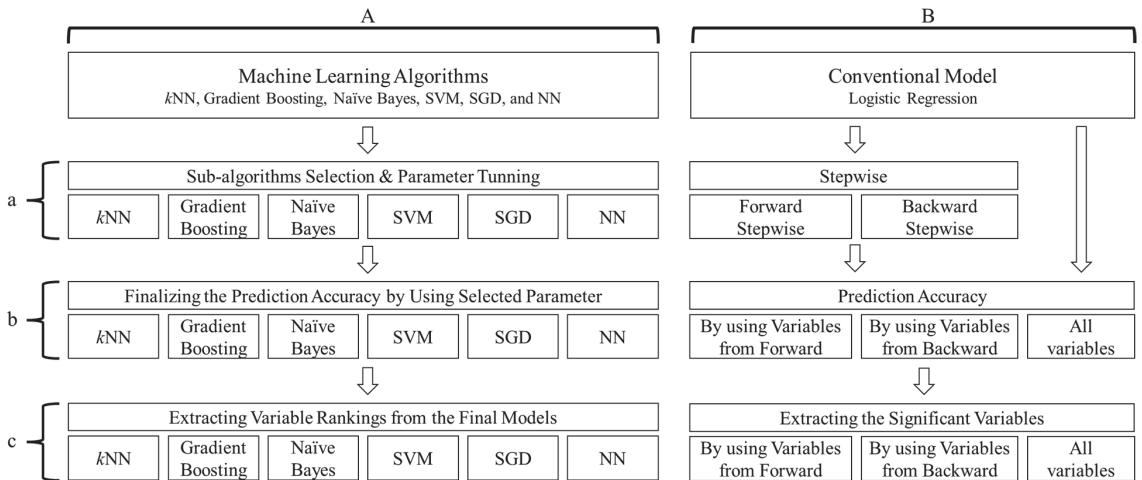 A
B
Machine Learning Algorithms
kNN, Gradient Boosting, Naïve Bayes, SVM, SGD, and NN
Conventional Model
Logistic Regression
a
Sub-algorithms Selection & Parameter Tunning
kNN
Gradient
Boosting
Naïve
Bayes
SVM
SGD
NN
Stepwise
Forward
Stepwise
Backward
Stepwise
b
Finalizing the Prediction Accuracy by Using Selected Parameter
kNN
Gradient
Boosting
Naïve
Bayes
SVM
SGD
NN
Prediction Accuracy
By using Variables
from Forward
By using Variables
from Backward
All
variables
c
Extracting Variable Rankings from the Final Models
kNN
Gradient
Boosting
Naïve
Bayes
SVM
SGD
NN
Extracting the Significant Variables
By using Variables
from Forward
By using Variables
from Backward
All
variables